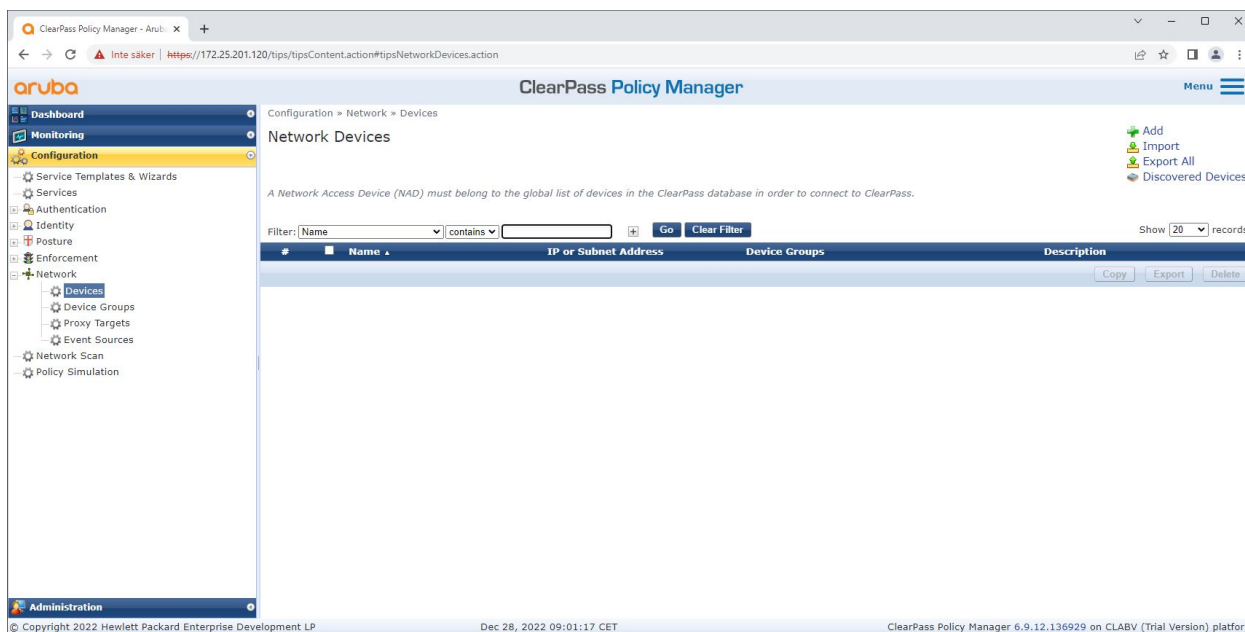 ClearPass Policy Manager - Aruba
Inte säker | https://172.25.201.120/tips/tipsContent.action#tipsNetworkDevices.action
aruba
ClearPass Policy Manager
Menu
Dashboard
Monitoring
Configuration
Service Templates & Wizards
Services
Authentication
Identity
Posture
Enforcement
Network
Devices
Device Groups
Proxy Targets
Event Sources
Network Scan
Policy Simulation
Administration
Configuration » Network » Devices
Network Devices
Add
Import
Export All
Discovered Devices
A Network Access Device (NAD) must belong to the global list of devices in the ClearPass database in order to connect to ClearPass.
Filter: Name contains Go Clear Filter Show 20 records
# Name IP or Subnet Address Device Groups Description
Copy Export Delete
© Copyright 2022 Hewlett Packard Enterprise Development LP Dec 28, 2022 09:01:17 CET ClearPass Policy Manager 6.9.12.136929 on CLABV (Trial Version) platfor